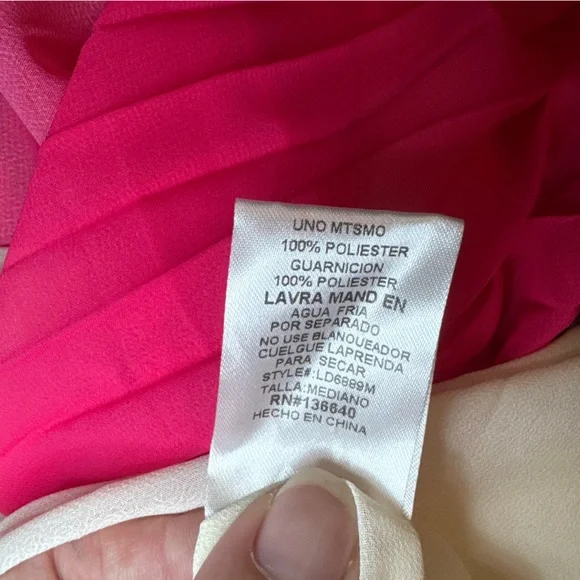 UNO MTSMO
100% POLIESTER
GUARNICION
100% POLIESTER
LAVRA MAND EN
AGUA FRIA
POR SEPARADO
NO USE BLANQUEADOR
CUELGUE LAPRENDA
PARA SECAR
STYLE#:LD6889M
TALLA:MEDIANO
RN#136640
HECHO EN CHINA